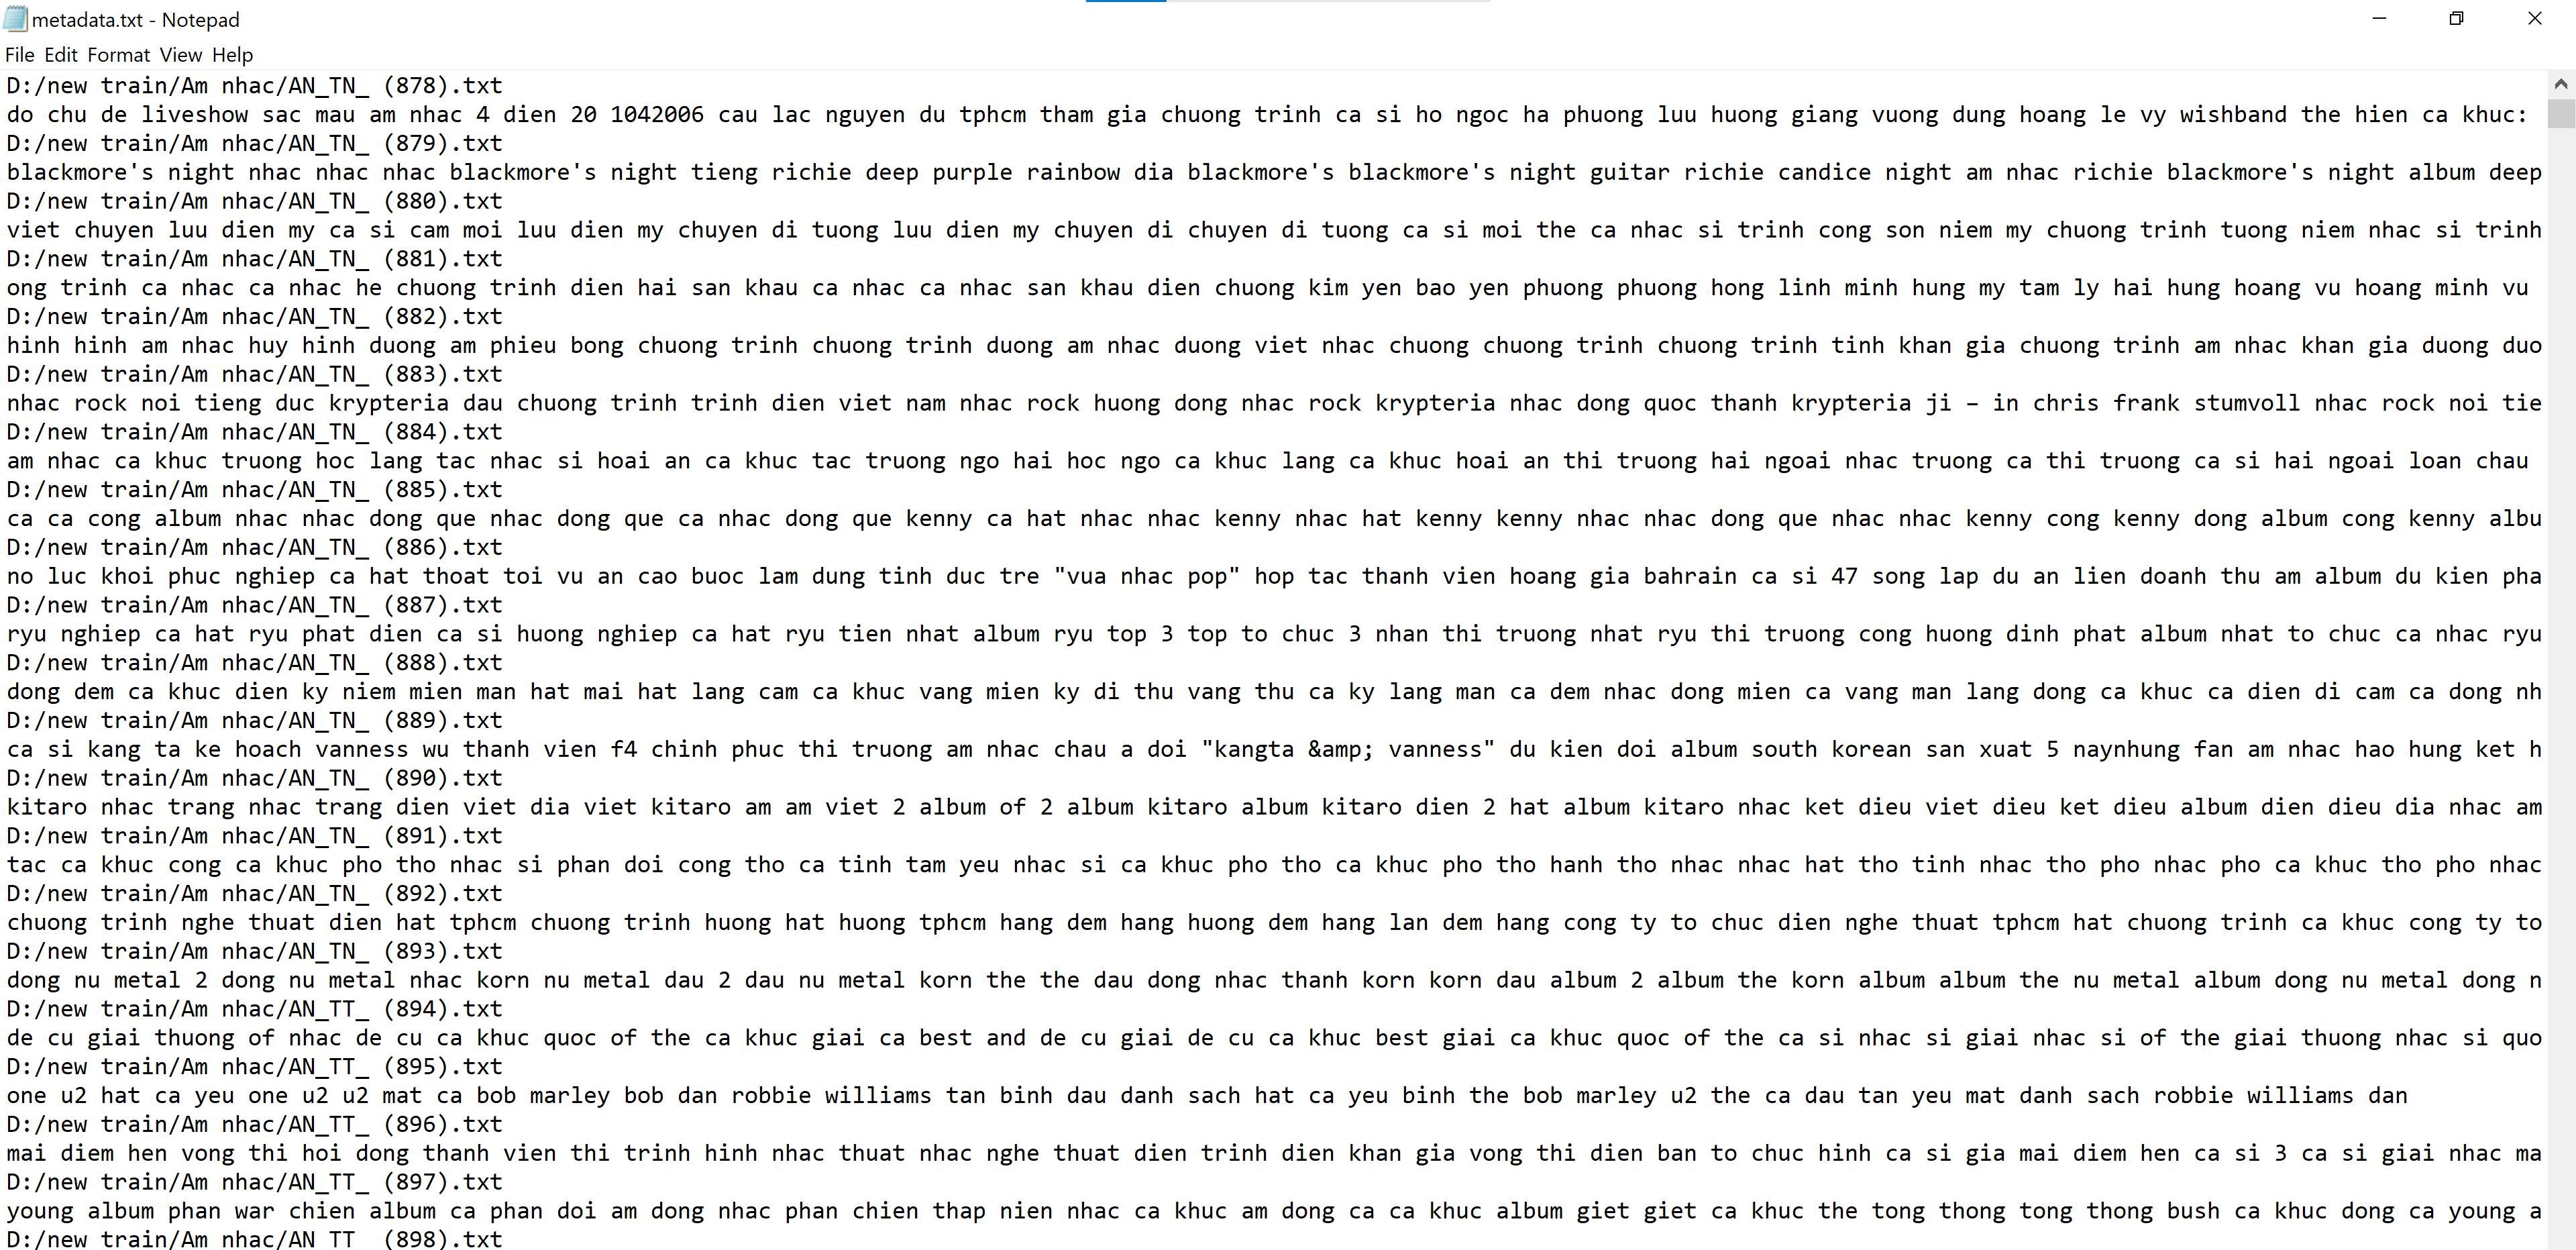 metadata.txt - Notepad
File Edit Format View Help
D:/new train/Am nhac/AN_TN_ (878).txt
do chu de liveshow sac mau am nhac 4 dien 20 1042006 cau lac nguyen du tphcm tham gia chuong trinh ca si ho ngoc ha phuong luu huong giang vuong dung hoang le vy wishband the hien ca khuc:
D:/new train/Am nhac/AN_TN_ (879).txt
blackmore's night nhac nhac nhac blackmore's night tieng richie deep purple rainbow dia blackmore's blackmore's night guitar richie candice night am nhac richie blackmore's night album deep
D:/new train/Am nhac/AN_TN_ (880).txt
viet chuyen luu dien my ca si cam moi luu dien my chuyen di tuong luu dien my chuyen di chuyen di tuong ca si moi the ca nhac si trinh cong son niem my chuong trinh tuong niem nhac si trinh
D:/new train/Am nhac/AN_TN_ (881).txt
ong trinh ca nhac ca nhac he chuong trinh dien hai san khau ca nhac ca nhac san khau dien chuong kim yen bao yen phuong phuong hong linh minh hung my tam ly hai hung hoang vu hoang minh vu
D:/new train/Am nhac/AN_TN_ (882).txt
hinh hinh am nhac huy hinh duong am phieu bong chuong trinh chuong trinh duong am nhac duong viet nhac chuong chuong trinh chuong trinh tinh khan gia chuong trinh am nhac khan gia duong duo
D:/new train/Am nhac/AN_TN_ (883).txt
nhac rock noi tieng duc krypteria dau chuong trinh trinh dien viet nam nhac rock huong dong nhac rock krypteria nhac dong quoc thanh krypteria ji – in chris frank stumvoll nhac rock noi tie
D:/new train/Am nhac/AN_TN_ (884).txt
am nhac ca khuc truong hoc lang tac nhac si hoai an ca khuc tac truong ngo hai hoc ngo ca khuc lang ca khuc hoai an thi truong hai ngoai nhac truong ca thi truong ca si hai ngoai loan chau
D:/new train/Am nhac/AN_TN_ (885).txt
ca ca cong album nhac nhac dong que nhac dong que ca nhac dong que kenny ca hat nhac nhac kenny nhac hat kenny kenny nhac nhac dong que nhac nhac kenny cong kenny dong album cong kenny albu
D:/new train/Am nhac/AN_TN_ (886).txt
no luc khoi phuc nghiep ca hat thoat toi vu an cao buoc lam dung tinh duc tre "vua nhac pop" hop tac thanh vien hoang gia bahrain ca si 47 song lap du an lien doanh thu am album du kien pha
D:/new train/Am nhac/AN_TN_ (887).txt
ryu nghiep ca hat ryu phat dien ca si huong nghiep ca hat ryu tien nhat album ryu top 3 top to chuc 3 nhan thi truong nhat ryu thi truong cong huong dinh phat album nhat to chuc ca nhac ryu
D:/new train/Am nhac/AN_TN_ (888).txt
dong dem ca khuc dien ky niem mien man hat mai hat lang cam ca khuc vang mien ky di thu vang thu ca ky lang man ca dem nhac dong mien ca vang man lang dong ca khuc ca dien di cam ca dong nh
D:/new train/Am nhac/AN_TN_ (889).txt
ca si kang ta ke hoach vanness wu thanh vien f4 chinh phuc thi truong am nhac chau a doi "kangta &amp; vanness" du kien doi album south korean san xuat 5 naynhung fan am nhac hao hung ket h
D:/new train/Am nhac/AN_TN_ (890).txt
kitaro nhac trang nhac trang dien viet dia viet kitaro am am viet 2 album of 2 album kitaro album kitaro dien 2 hat album kitaro nhac ket dieu viet dieu ket dieu album dien dieu dia nhac am
D:/new train/Am nhac/AN_TN_ (891).txt
tac ca khuc cong ca khuc pho tho nhac si phan doi cong tho ca tinh tam yeu nhac si ca khuc pho tho ca khuc pho tho hanh tho nhac nhac hat tho tinh nhac tho pho nhac pho ca khuc tho pho nhac
D:/new train/Am nhac/AN_TN_ (892).txt
chuong trinh nghe thuat dien hat tphcm chuong trinh huong hat huong tphcm hang dem hang huong dem hang lan dem hang cong ty to chuc dien nghe thuat tphcm hat chuong trinh ca khuc cong ty to
D:/new train/Am nhac/AN_TN_ (893).txt
dong nu metal 2 dong nu metal nhac korn nu metal dau 2 dau nu metal korn the the dau dong nhac thanh korn korn dau album 2 album the korn album album the nu metal album dong nu metal dong n
D:/new train/Am nhac/AN_TT_ (894).txt
de cu giai thuong of nhac de cu ca khuc quoc of the ca khuc giai ca best and de cu giai de cu ca khuc best giai ca khuc quoc of the ca si nhac si giai nhac si of the giai thuong nhac si quo
D:/new train/Am nhac/AN_TT_ (895).txt
one u2 hat ca yeu one u2 u2 mat ca bob marley bob dan robbie williams tan binh dau danh sach hat ca yeu binh the bob marley u2 the ca dau tan yeu mat danh sach robbie williams dan
D:/new train/Am nhac/AN_TT_ (896).txt
mai diem hen vong thi hoi dong thanh vien thi trinh hinh nhac thuat nhac nghe thuat dien trinh dien khan gia vong thi dien ban to chuc hinh ca si gia mai diem hen ca si 3 ca si giai nhac ma
D:/new train/Am nhac/AN_TT_ (897).txt
young album phan war chien album ca phan doi am dong nhac phan chien thap nien nhac ca khuc am dong ca ca khuc album giet giet ca khuc the tong thong tong thong bush ca khuc dong ca young a
D:/new train/Am nhac/AN_TT_ (898).txt